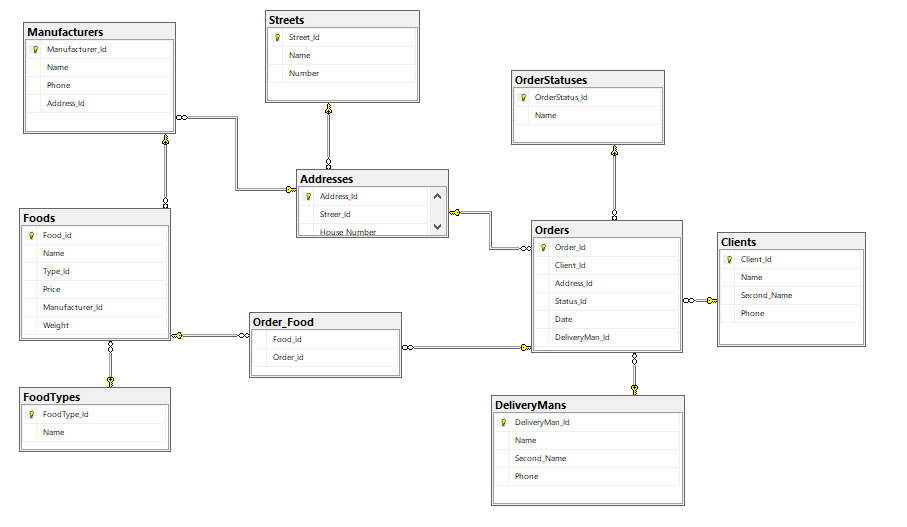 Manufacturers
Manufacturer_Id
Name
Phone
Address_Id
Streets
Street_Id
Name
Number
OrderStatuses
OrderStatus_Id
Name
Addresses
Address_Id
Streer_Id
House_Number
Foods
Food_id
Name
Type_Id
Price
Manufacturer_Id
Weight
Orders
Order_Id
Client_Id
Address_Id
Status_Id
Date
DeliveryMan_Id
Clients
Client_Id
Name
Second_Name
Phone
Order_Food
Food_id
Order_id
FoodTypes
FoodType_Id
Name
DeliveryMans
DeliveryMan_Id
Name
Second_Name
Phone